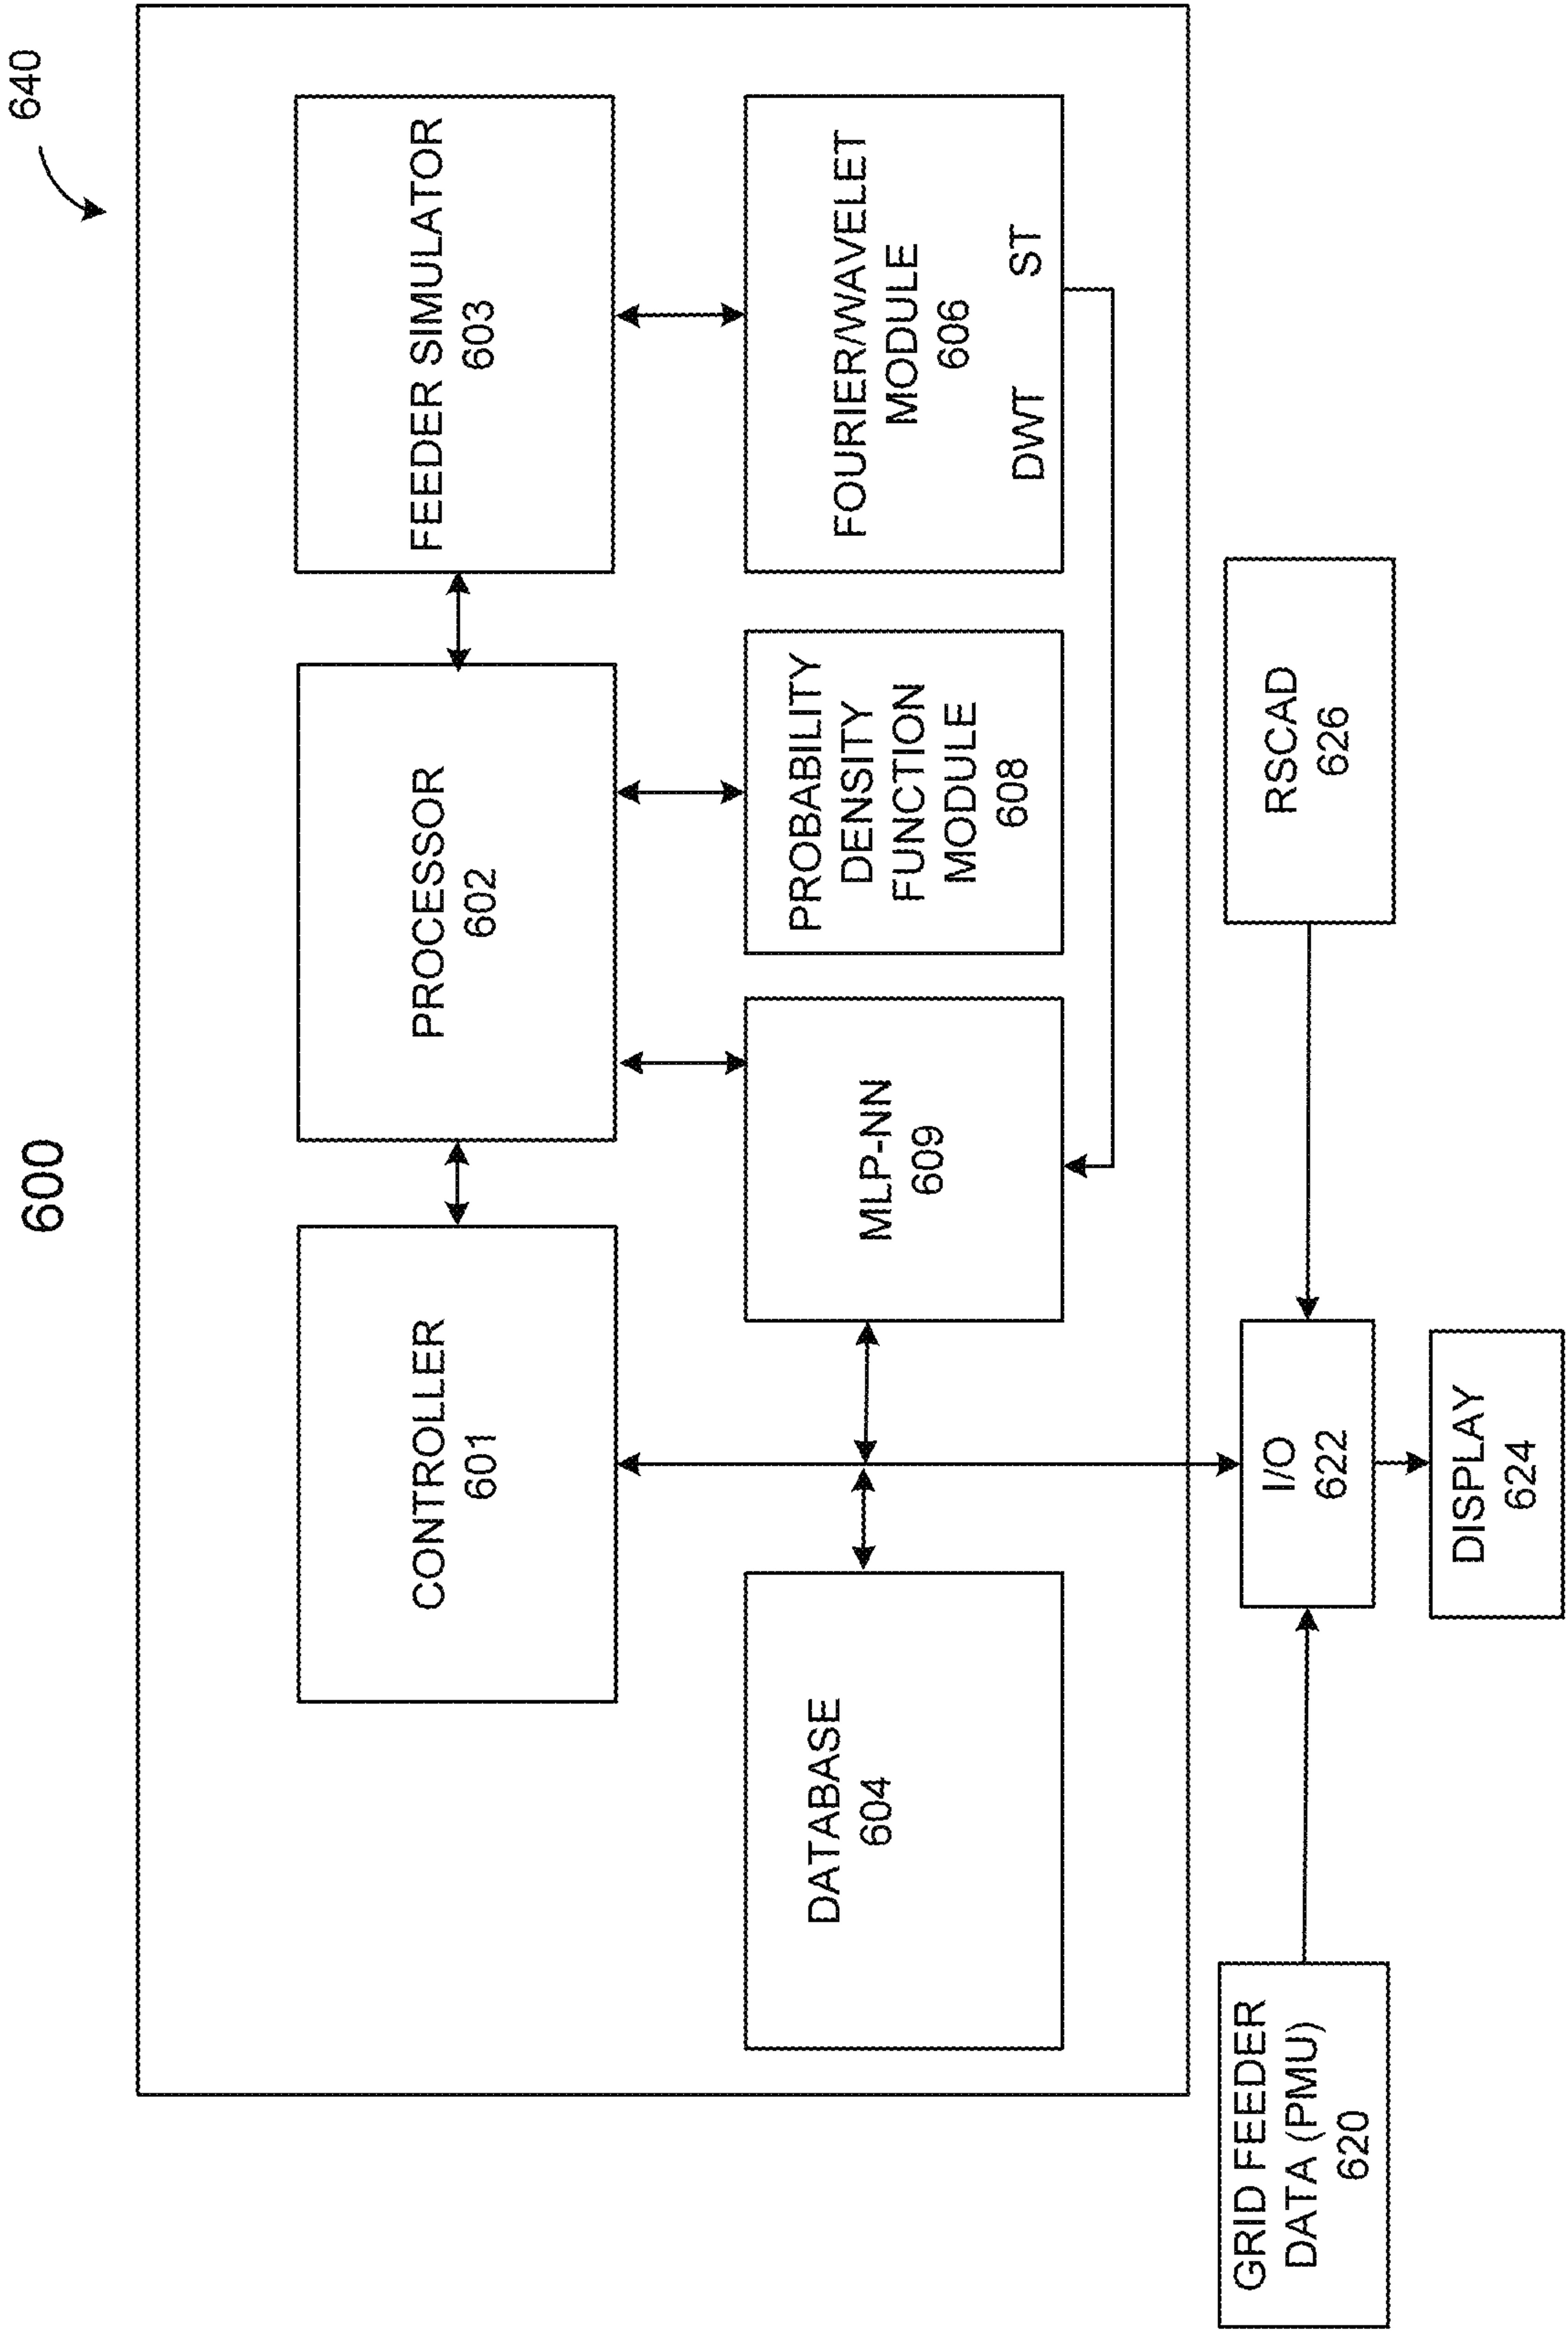 600
640
CONTROLLER
601
PROCESSOR
602
FEEDER SIMULATOR
603
DATABASE
604
MLP-NN
609
PROBABILITY
DENSITY
FUNCTION
MODULE
608
FOURIER/WAVELET
MODULE
606
DWT ST
GRID FEEDER
DATA (PMU)
620
I/O
622
RSCAD
626
DISPLAY
624